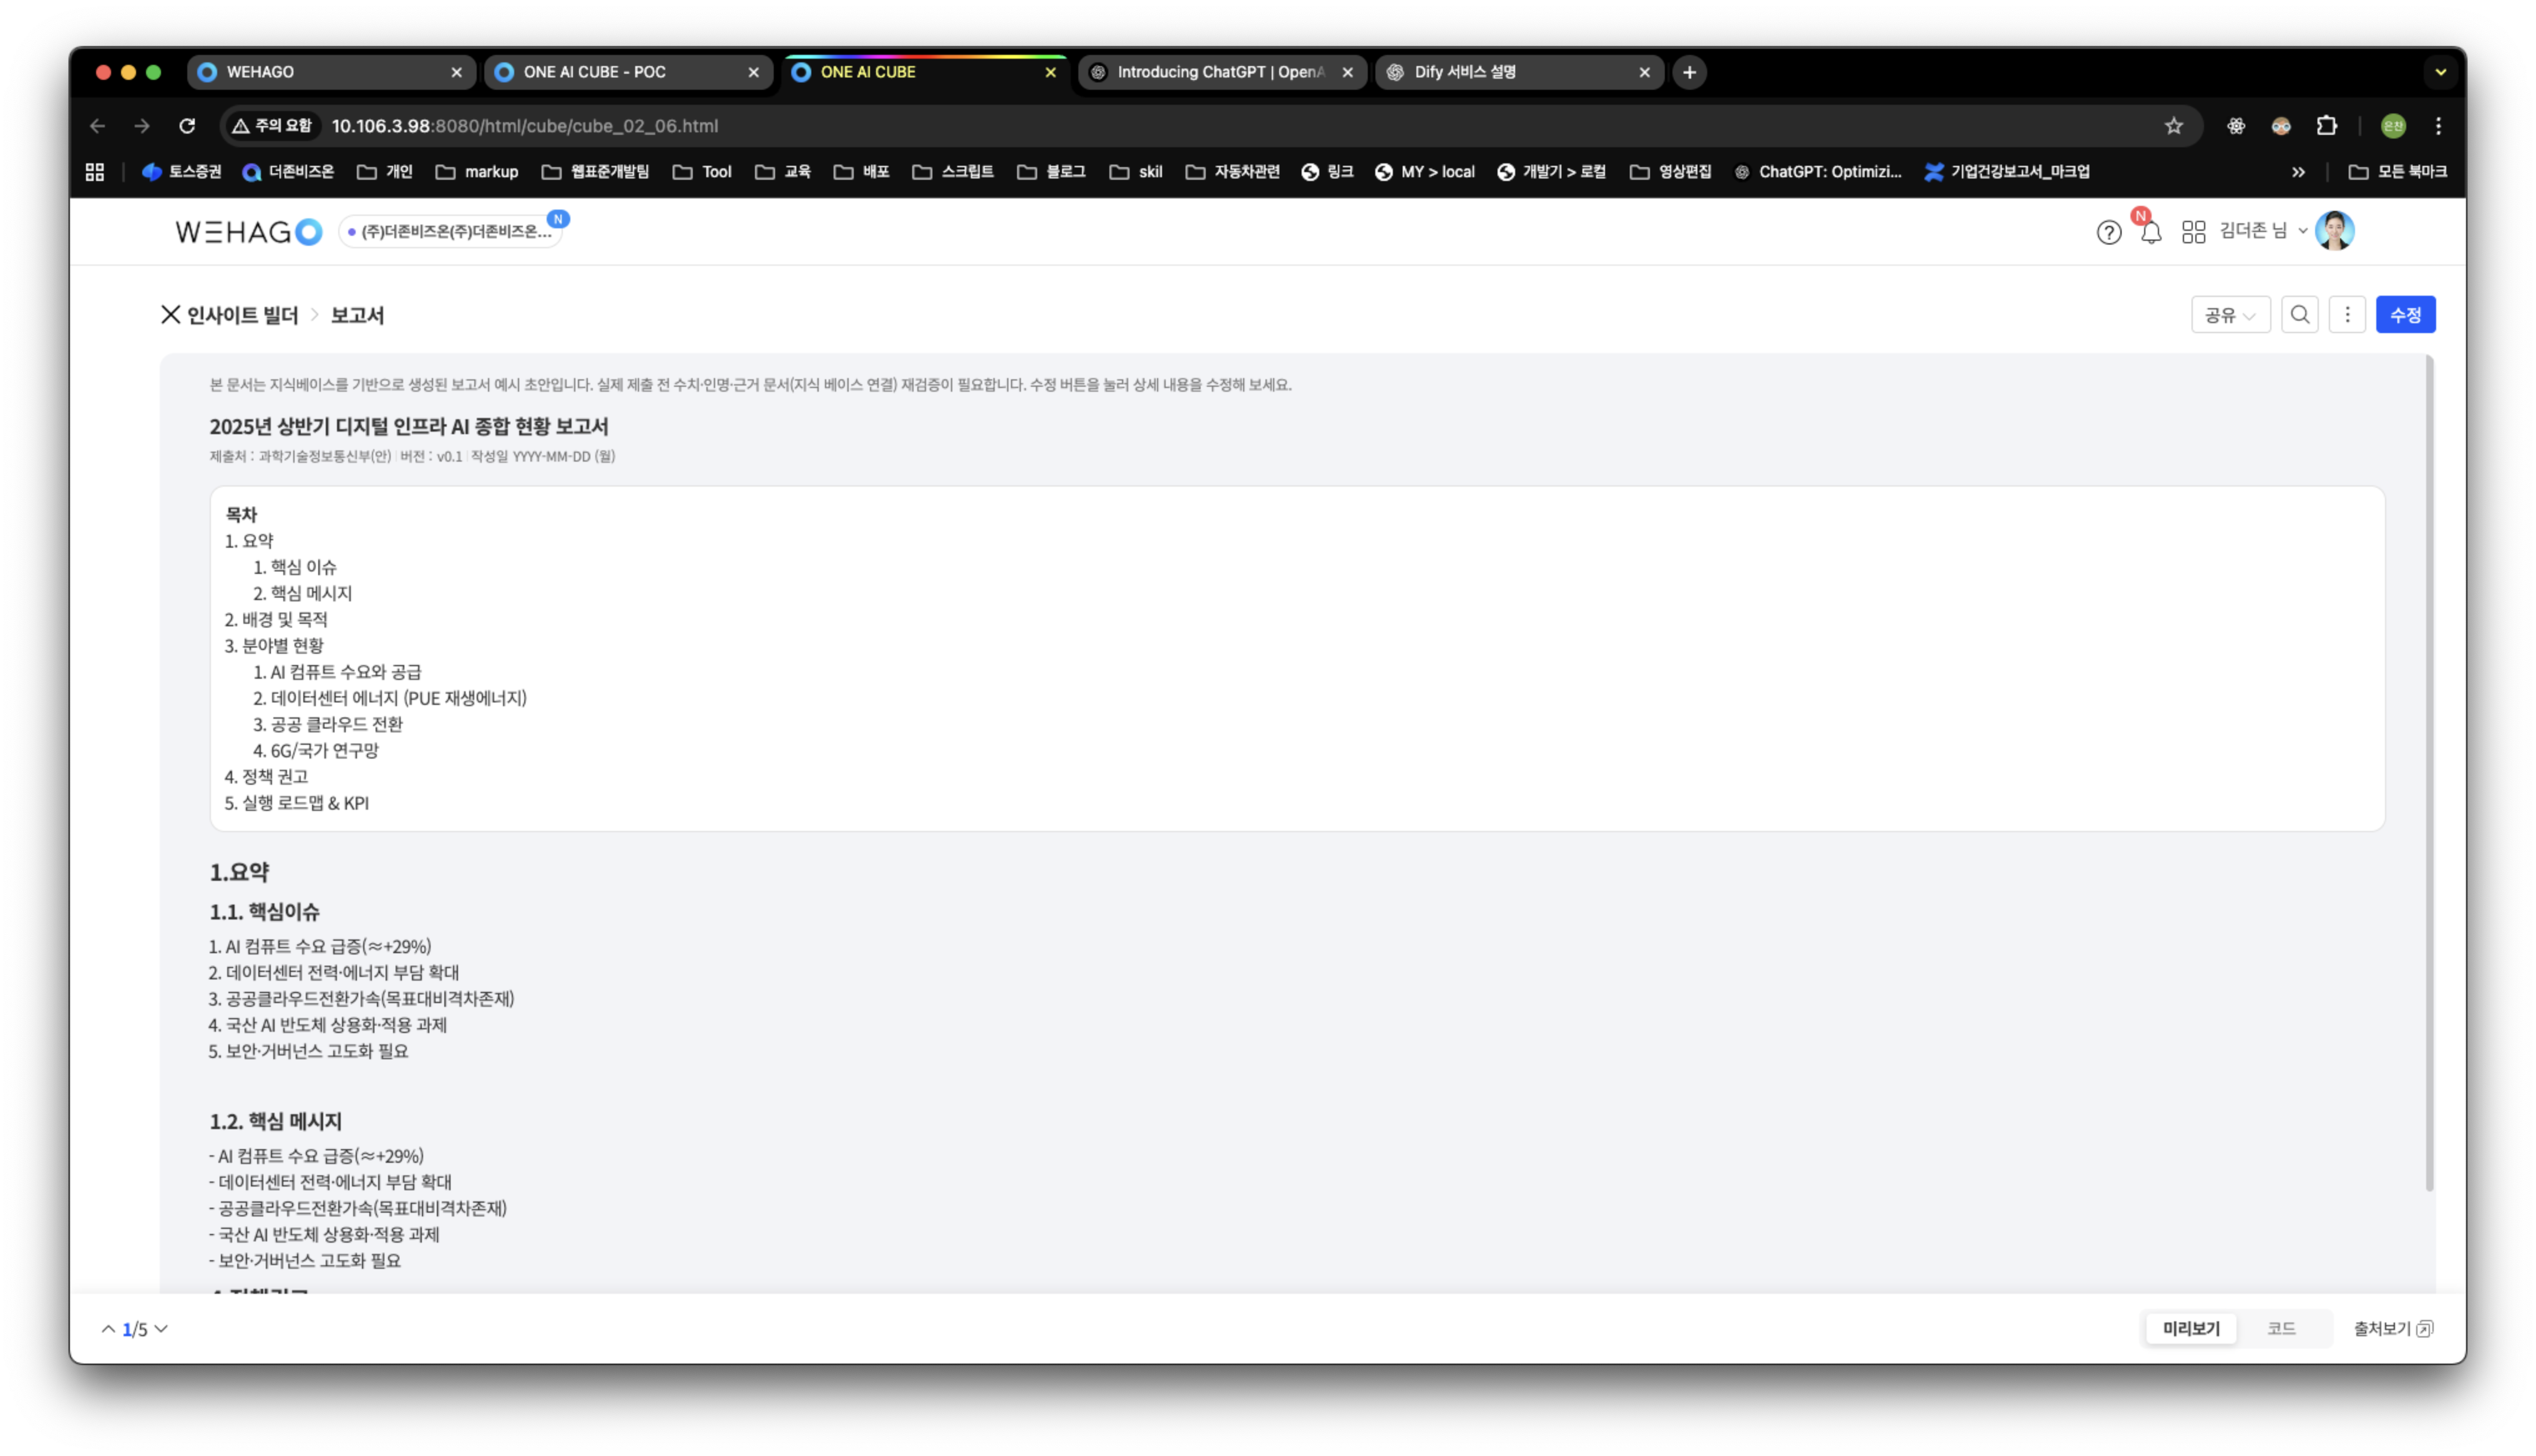 WEHAGO
ONE AI CUBE - POC
ONE AI CUBE
Introducing ChatGPT | OpenA
Dify 서비스 설명
주의 요함 10.106.3.98:8080/html/cube/cube_02_06.html
은찬
토스증권 더존비즈온 개인 markup 웹표준개발팀 Tool 교육 배포 스크립트 블로그 skil 자동차관련 링크 MY > local 개발기 > 로컬 영상편집 ChatGPT: Optimizi... 기업건강보고서_마크업 » 모든 북마크
WEHAGO (주)더존비즈온(주)더존비즈온... N
N 김더존 님
인사이트 빌더 > 보고서
공유 수정
본 문서는 지식베이스를 기반으로 생성된 보고서 예시 초안입니다. 실제 제출 전 수치·인명·근거 문서(지식 베이스 연결) 재검증이 필요합니다. 수정 버튼을 눌러 상세 내용을 수정해 보세요.
2025년 상반기 디지털 인프라 AI 종합 현황 보고서
제출처 : 과학기술정보통신부(안) | 버전 : v0.1 | 작성일 YYYY-MM-DD (월)
목차
1. 요약
1. 핵심 이슈
2. 핵심 메시지
2. 배경 및 목적
3. 분야별 현황
1. AI 컴퓨트 수요와 공급
2. 데이터센터 에너지 (PUE 재생에너지)
3. 공공 클라우드 전환
4. 6G/국가 연구망
4. 정책 권고
5. 실행 로드맵 & KPI
1.요약
1.1. 핵심이슈
1. AI 컴퓨트 수요 급증(≈+29%)
2. 데이터센터 전력·에너지 부담 확대
3. 공공클라우드전환가속(목표대비격차존재)
4. 국산 AI 반도체 상용화·적용 과제
5. 보안·거버넌스 고도화 필요
1.2. 핵심 메시지
- AI 컴퓨트 수요 급증(≈+29%)
- 데이터센터 전력·에너지 부담 확대
- 공공클라우드전환가속(목표대비격차존재)
- 국산 AI 반도체 상용화·적용 과제
- 보안·거버넌스 고도화 필요
1/5
미리보기 코드 출처보기